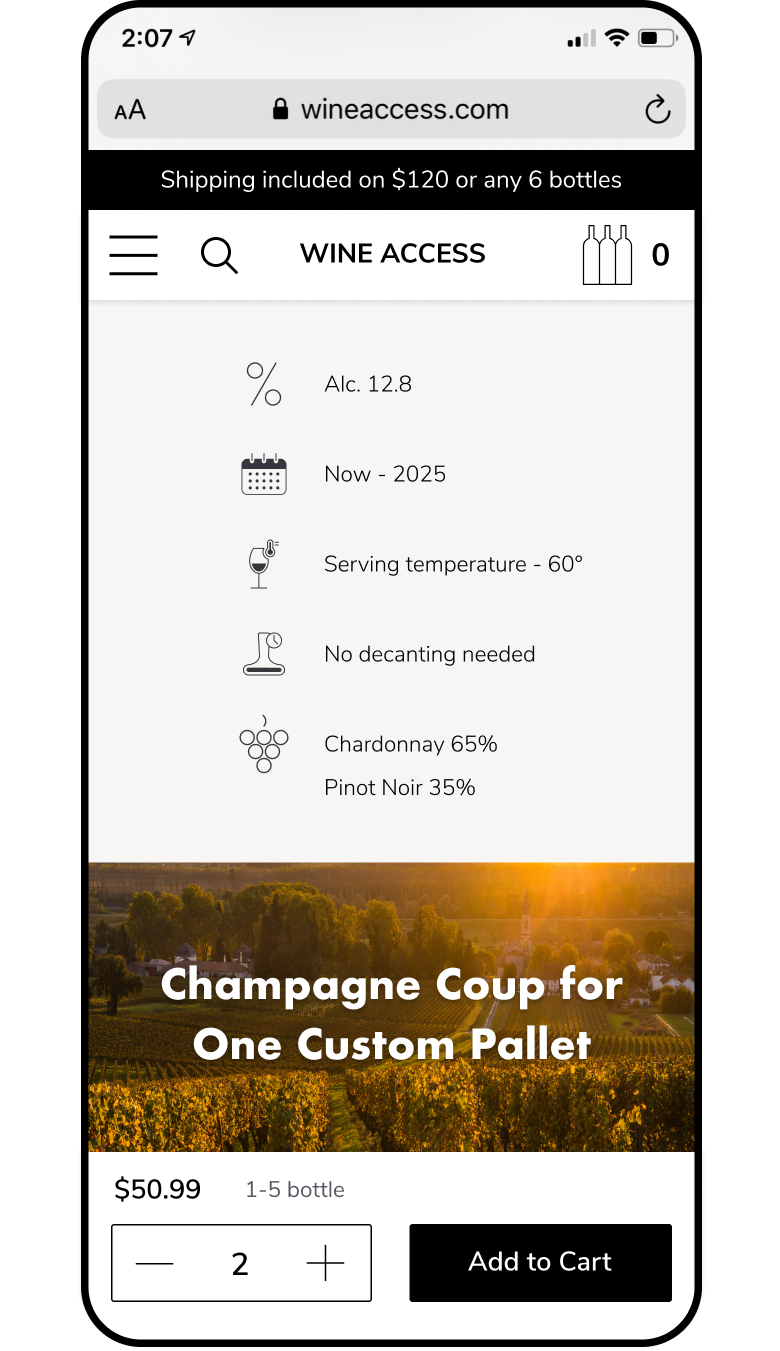 2:07
AA
wineaccess.com
Shipping included on $120 or any 6 bottles
WINE ACCESS
0
Alc. 12.8
Now - 2025
Serving temperature - 60°
No decanting needed
Chardonnay 65%
Pinot Noir 35%
Champagne Coup for
One Custom Pallet
$50.99 1-5 bottle
2
Add to Cart